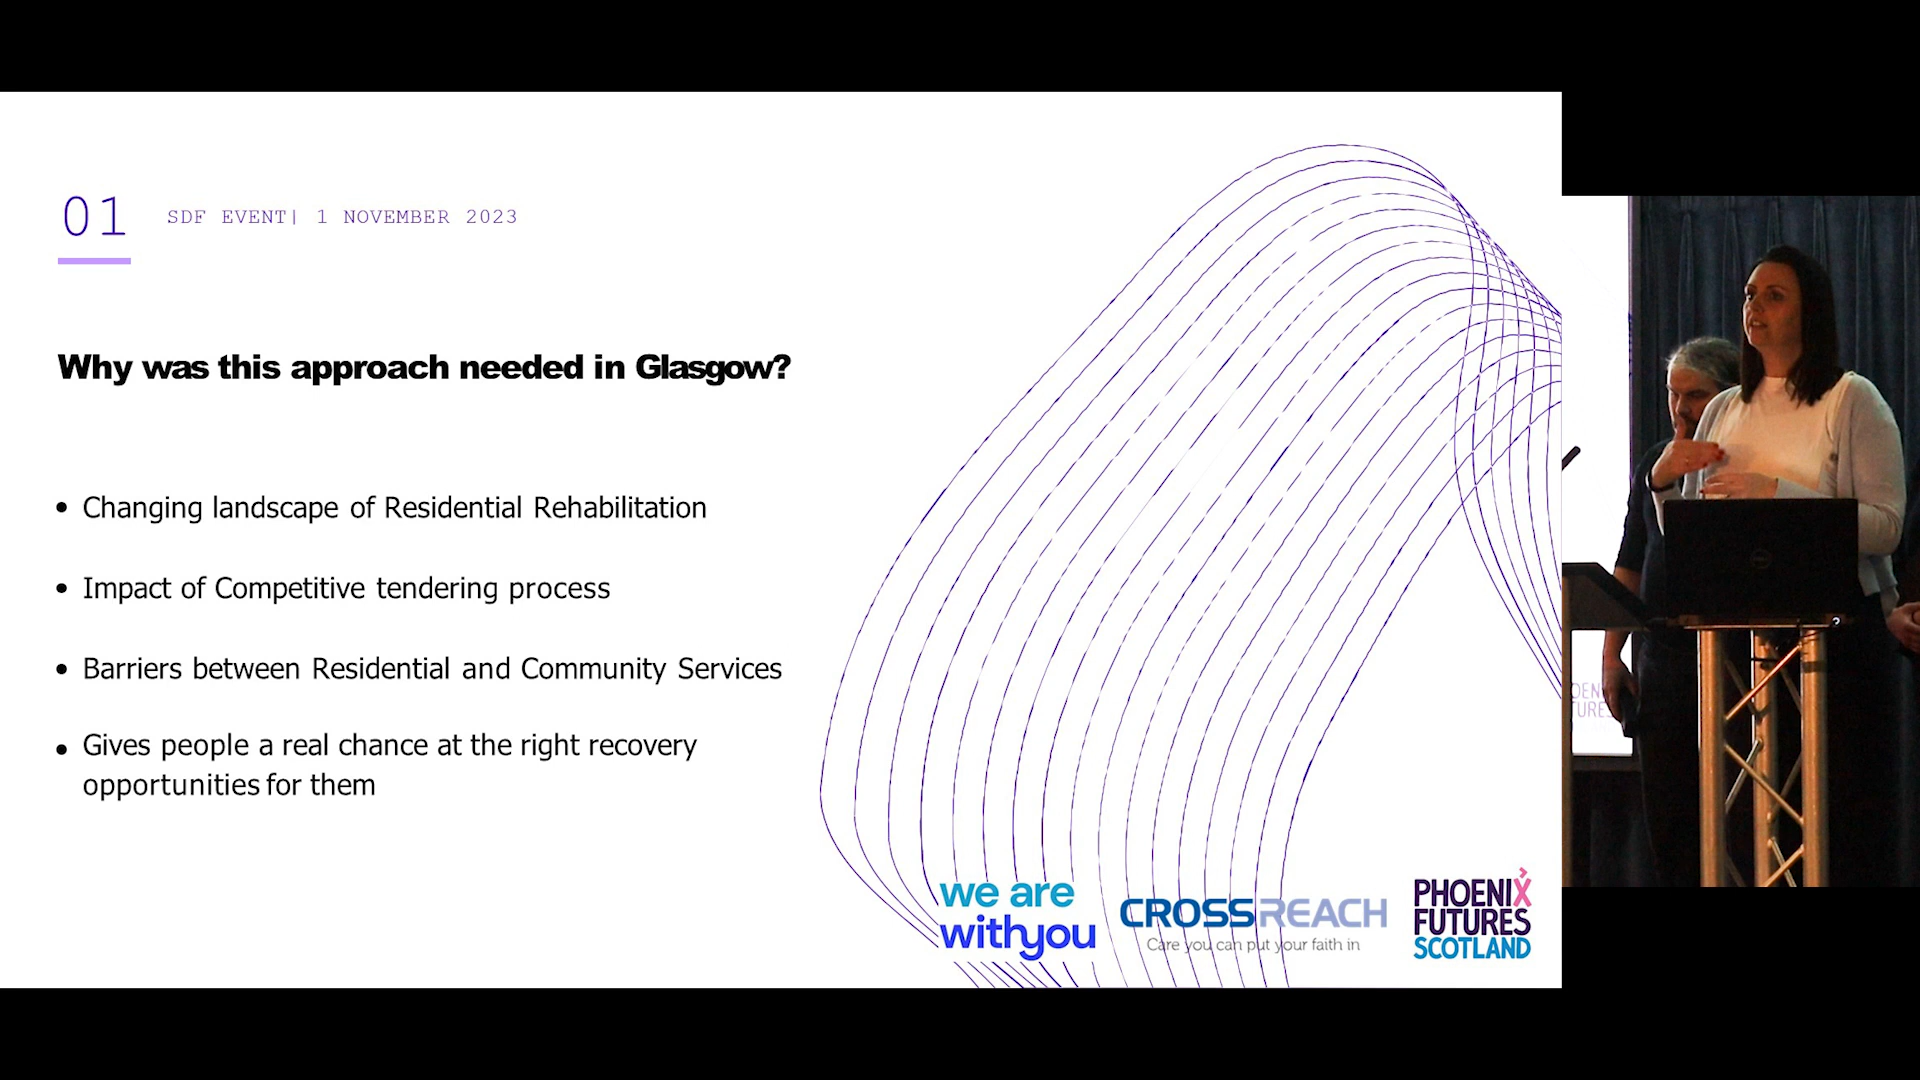 01
SDF EVENT| 1 NOVEMBER 2023
Why was this approach needed in Glasgow?
• Changing landscape of Residential Rehabilitation
• Impact of Competitive tendering process
• Barriers between Residential and Community Services
• Gives people a real chance at the right recovery
opportunities for them
we are
withyou
CROSSREACH
Care you can put your faith in
PHOENIX
FUTURES
SCOTLAND